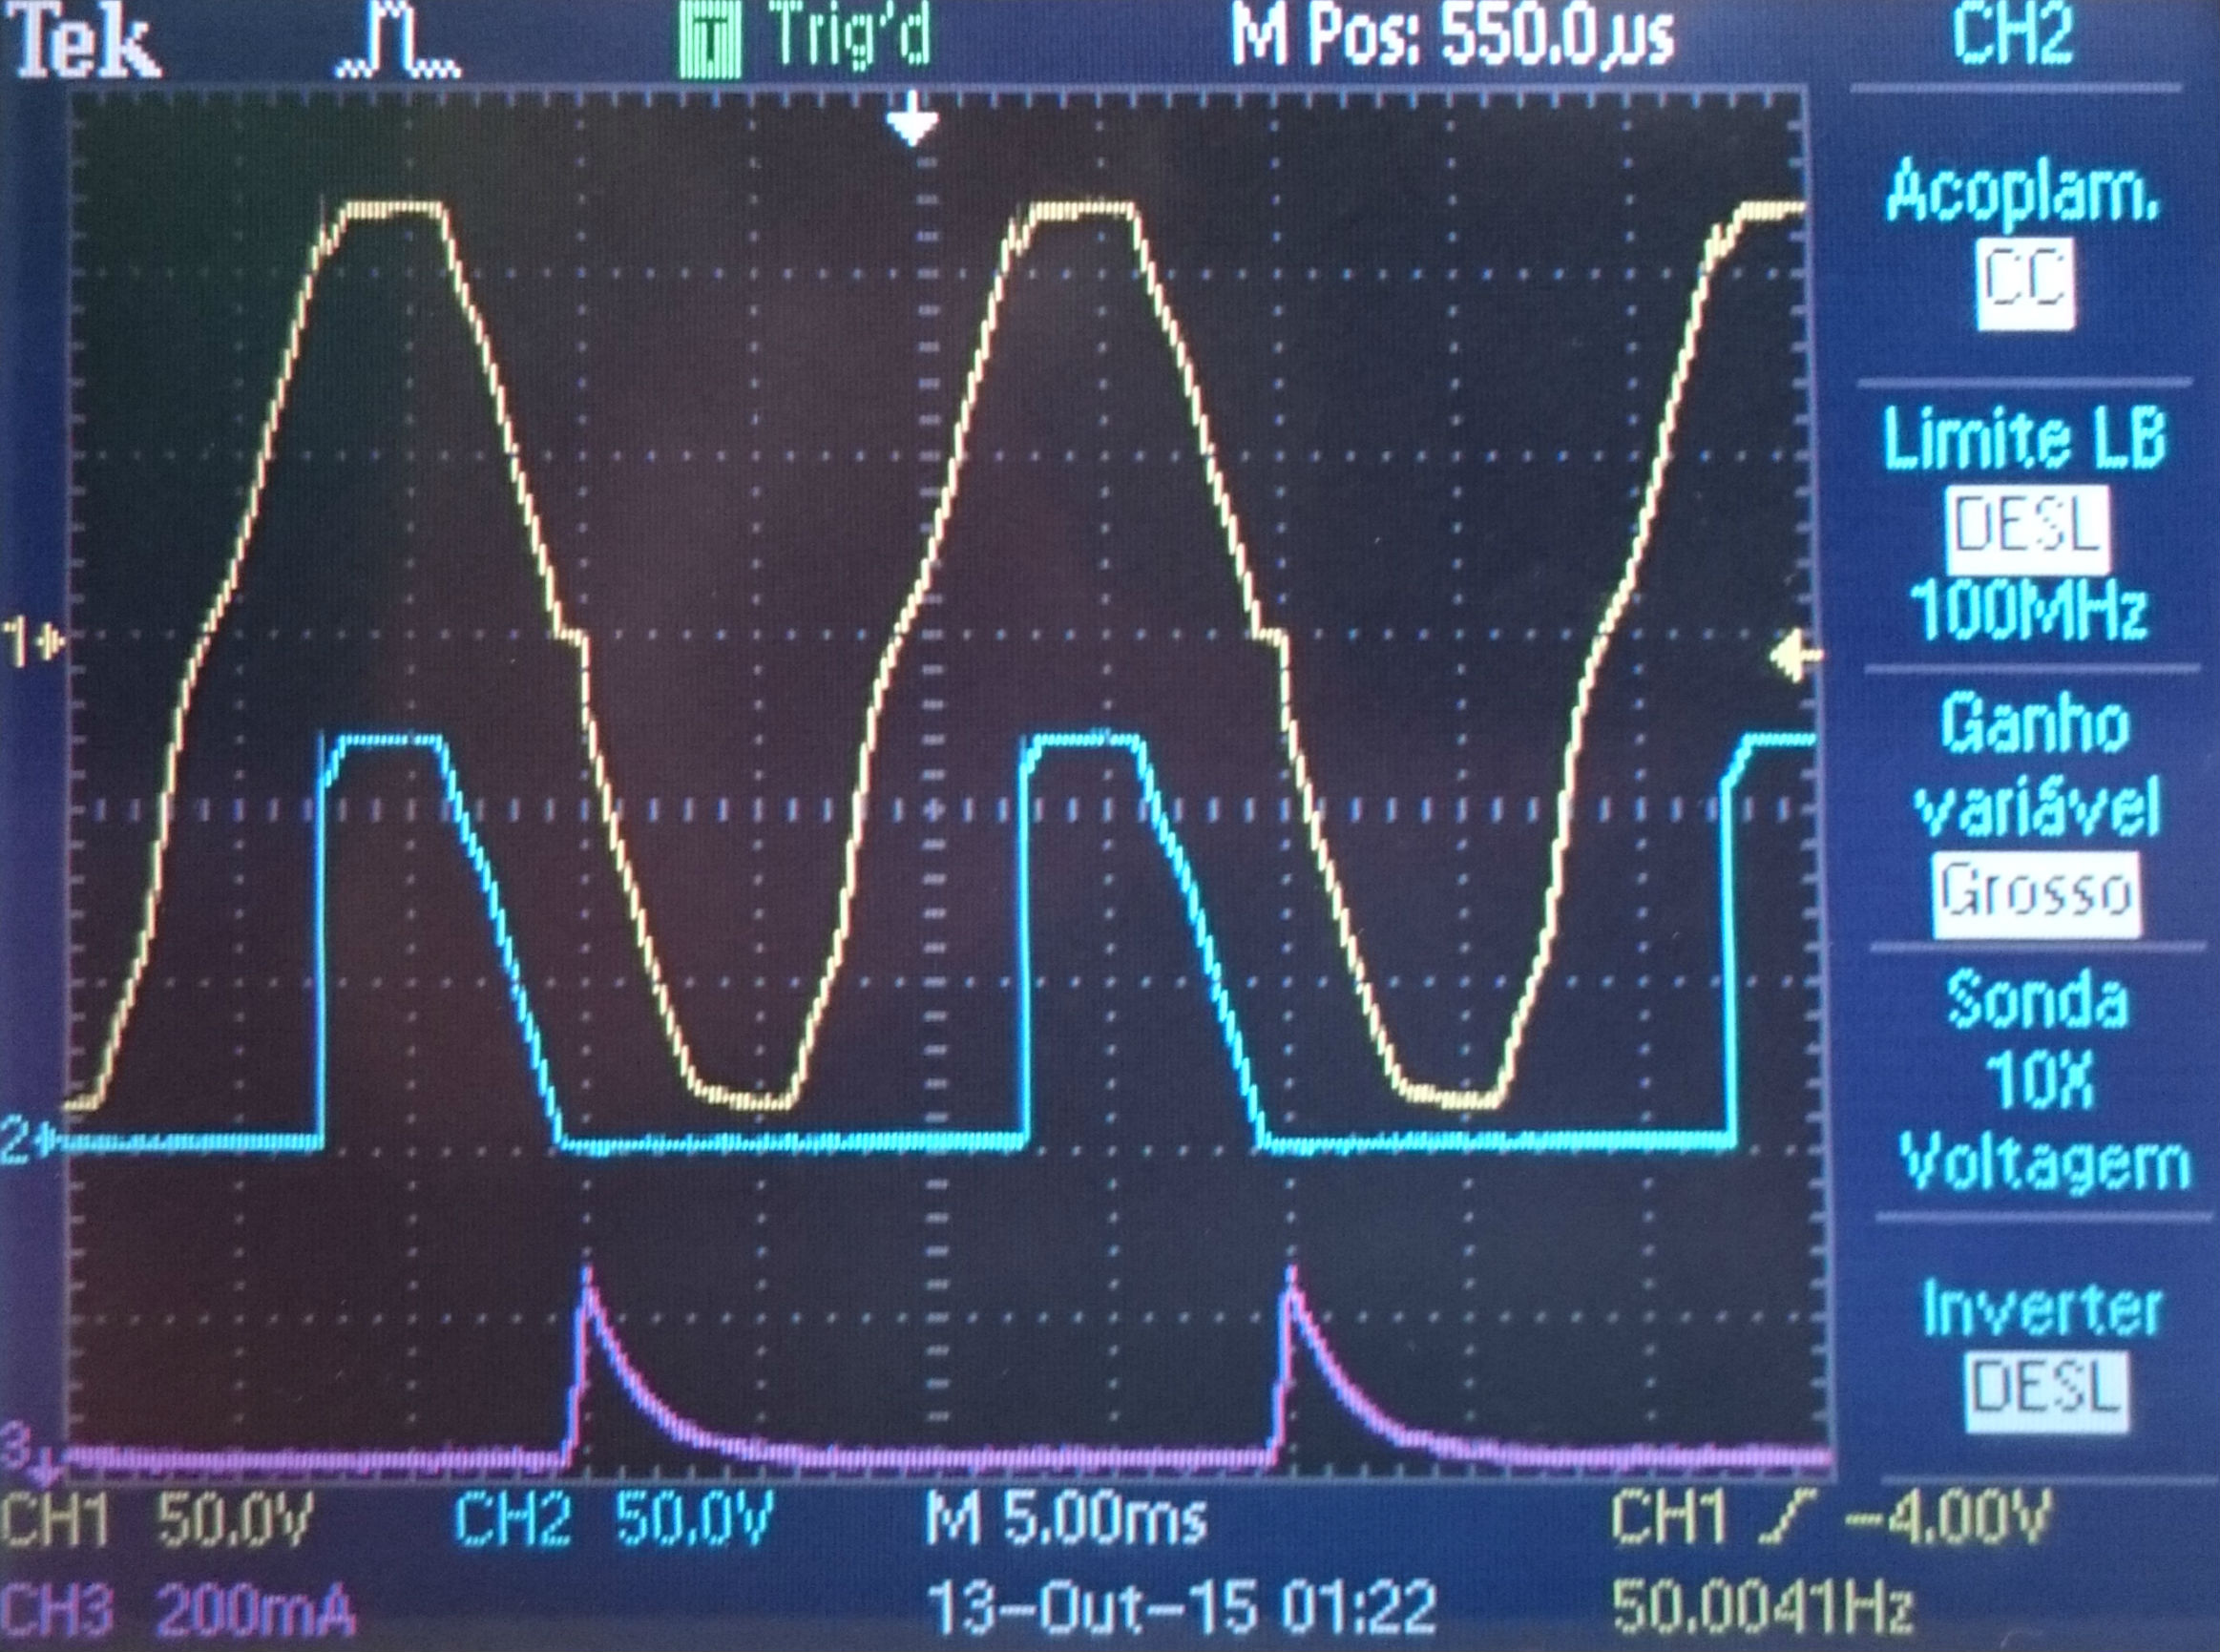 Tek Trig'd M Pos: 550.0µs CH2
Acoplam.
CC
Limite LB
DESL
100MHz
1
Ganho
variável
Grosso
Sonda
10X
2
Voltagem
Inverter
DESL
3
CH1 50.0V CH2 50.0V M 5.00ms CH1 -4.00V
CH3 200mA 13-Out-15 01:22 50.0041Hz